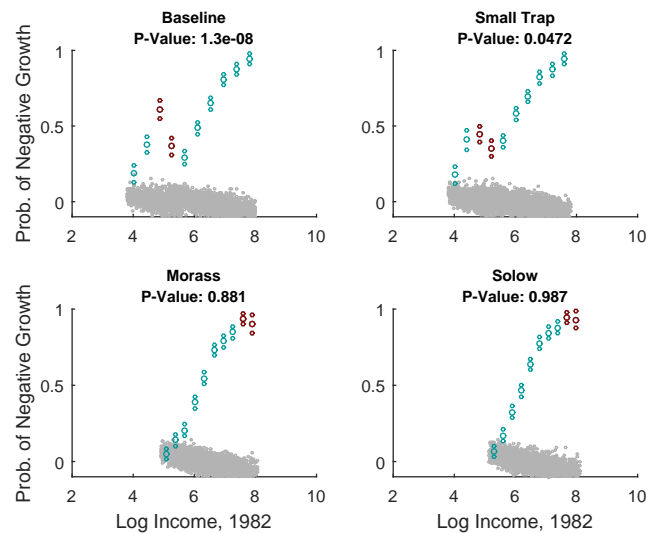 Baseline
P-Value: 1.3e-08
Prob. of Negative Growth
1
0.5
0
2 4 6 8 10
Small Trap
P-Value: 0.0472
1
0.5
0
2 4 6 8 10
Morass
P-Value: 0.881
Prob. of Negative Growth
1
0.5
0
2 4 6 8 10
Log Income, 1982
Solow
P-Value: 0.987
1
0.5
0
2 4 6 8 10
Log Income, 1982